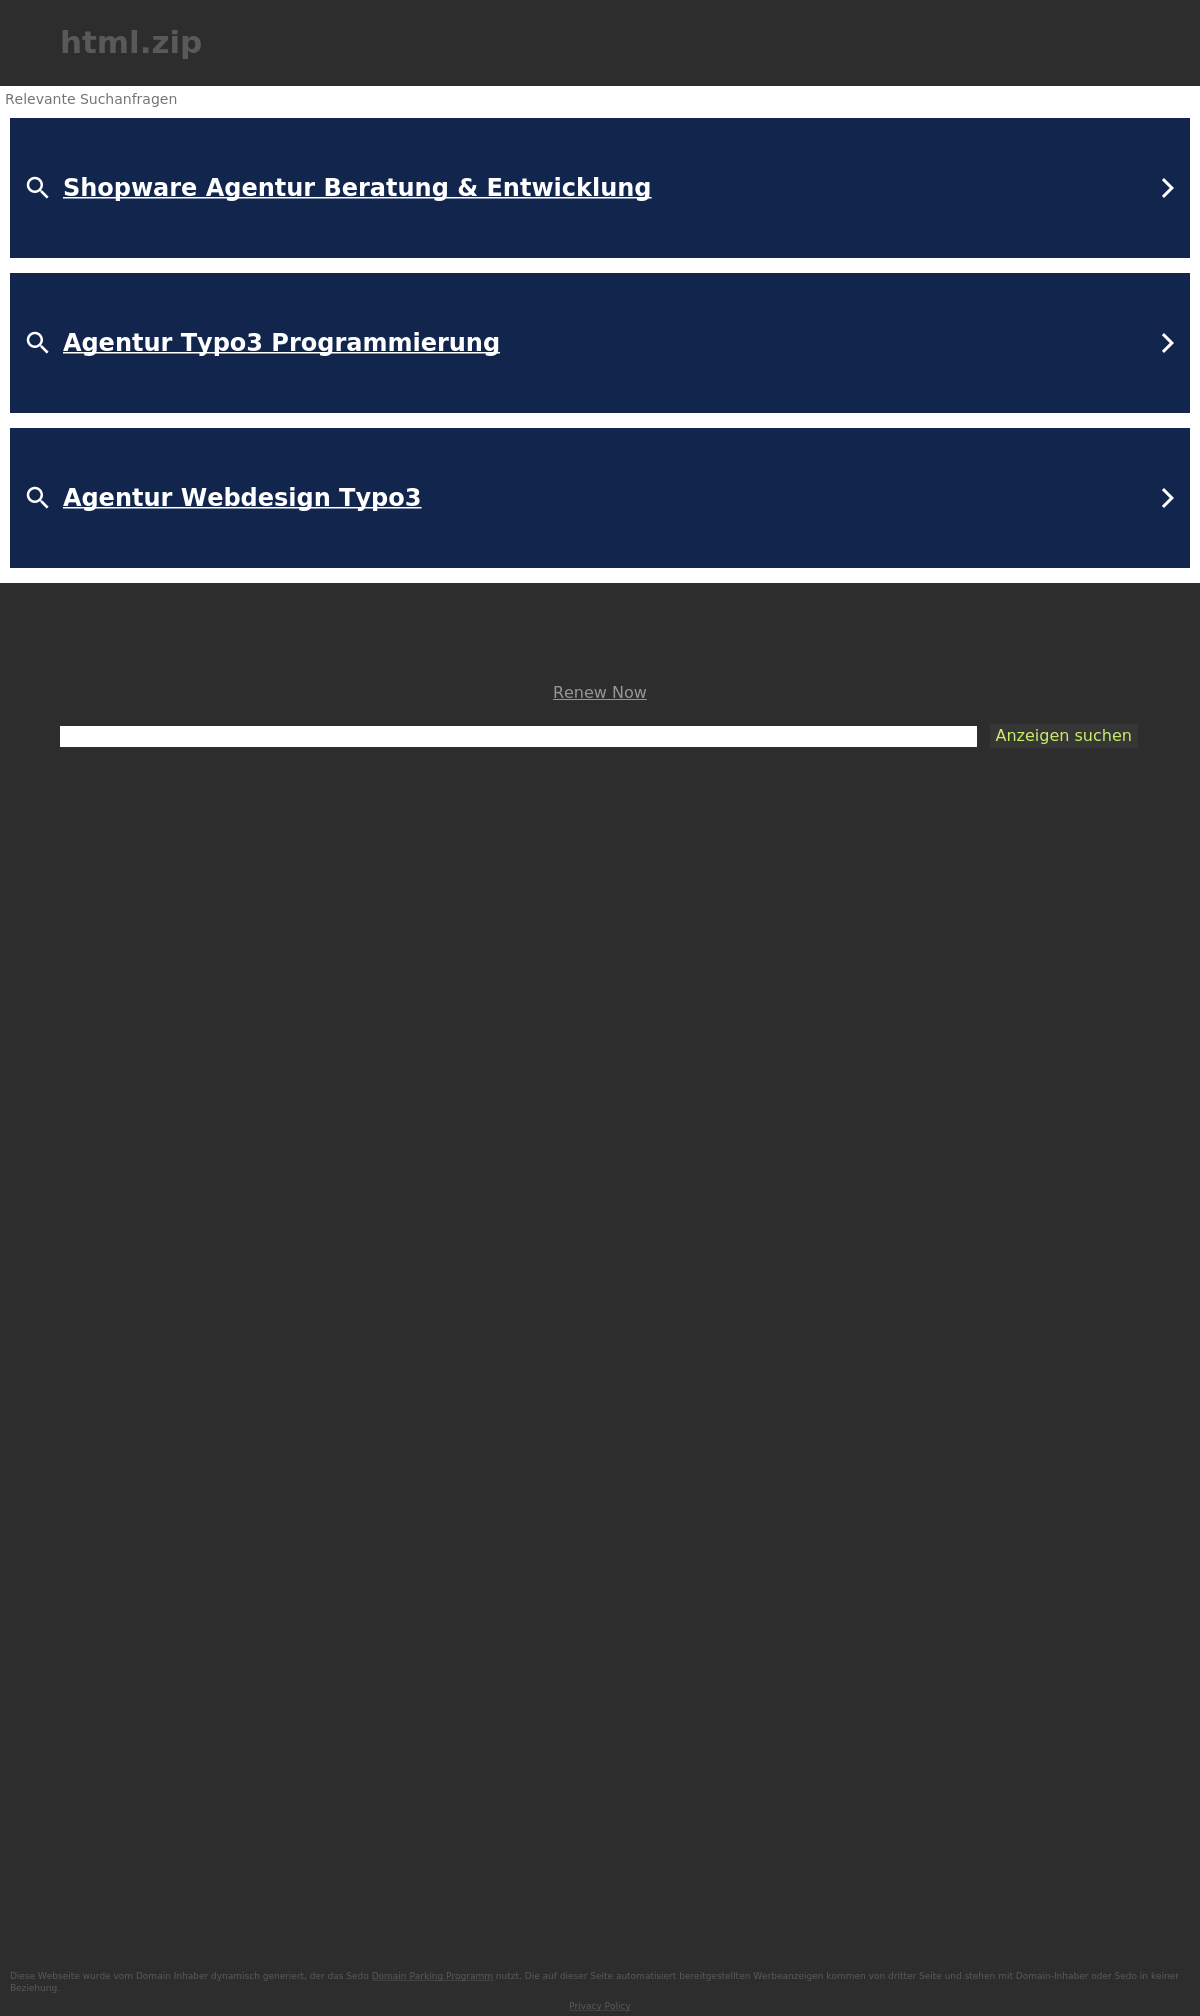 html.zip
Relevante Suchanfragen
Shopware Agentur Beratung & Entwicklung
Agentur Typo3 Programmierung
Agentur Webdesign Typo3
Renew Now
Anzeigen suchen
Diese Webseite wurde vom Domain Inhaber dynamisch generiert, der das Sedo Domain Parking Programm nutzt. Die auf dieser Seite automatisiert bereitgestellten Werbeanzeigen kommen von dritter Seite und stehen mit Domain-Inhaber oder Sedo in keiner
Beziehung.
Privacy Policy